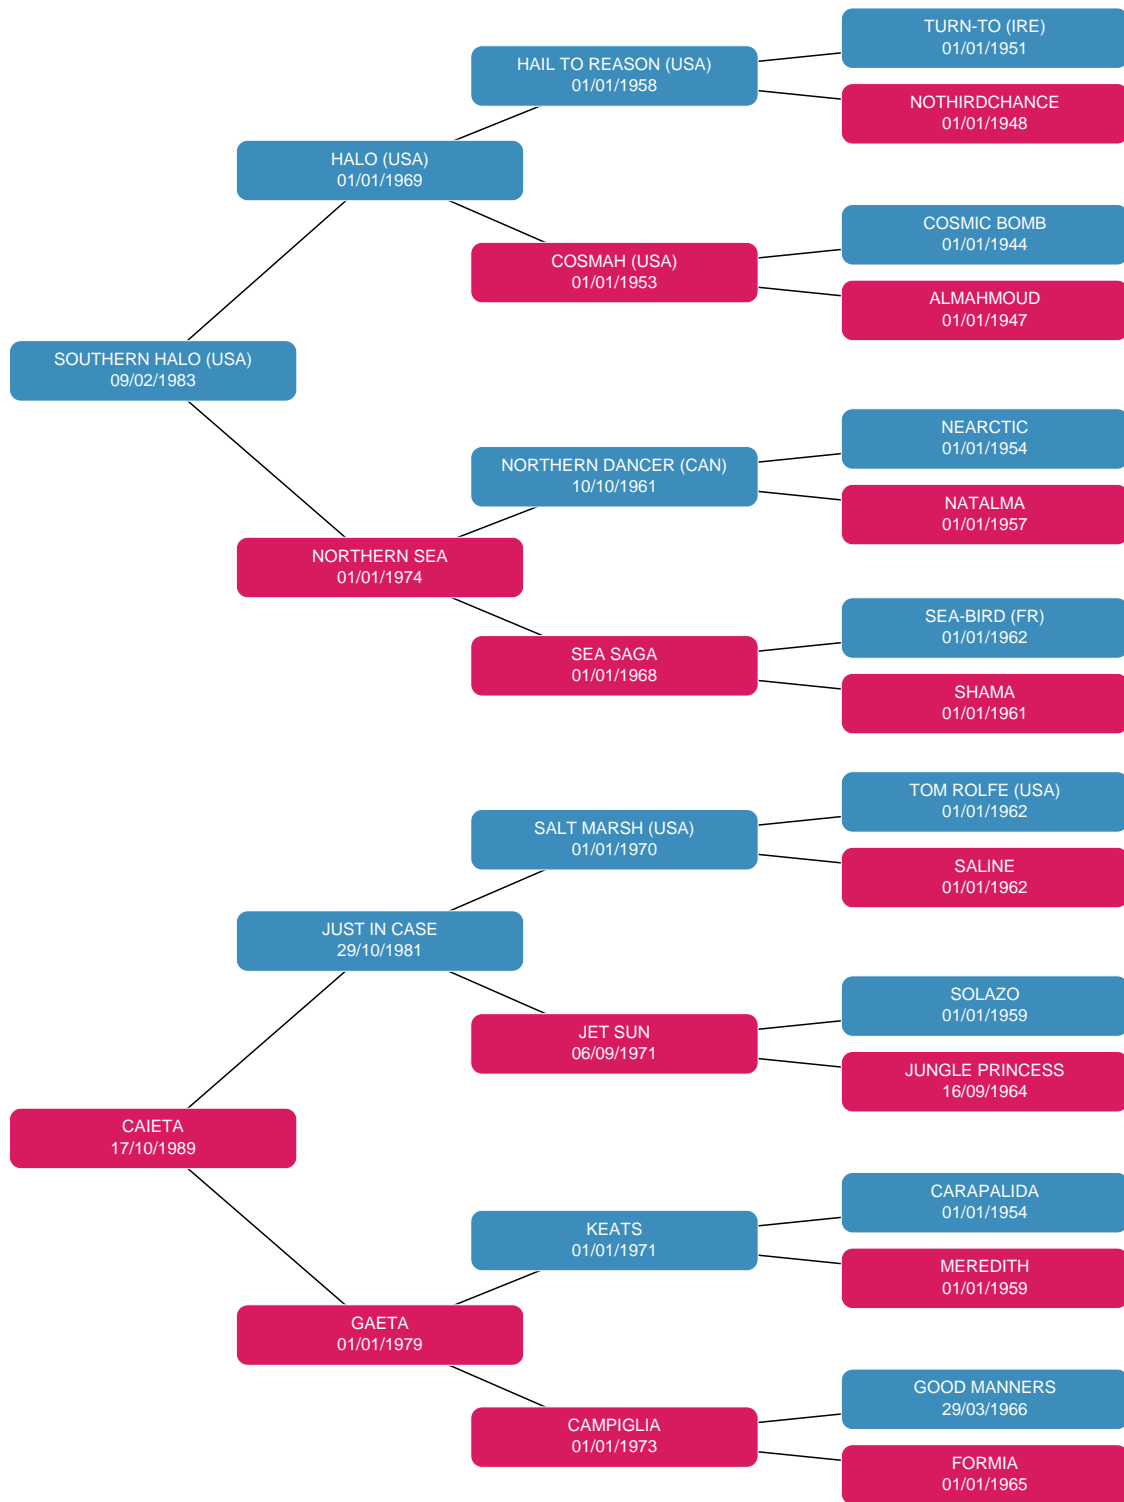 TURN-TO (IRE)
01/01/1951
HAIL TO REASON (USA)
01/01/1958
NOTHIRDCHANCE
01/01/1948
HALO (USA)
01/01/1969
COSMIC BOMB
01/01/1944
COSMAH (USA)
01/01/1953
ALMAHMOUD
01/01/1947
SOUTHERN HALO (USA)
09/02/1983
NEARCTIC
01/01/1954
NORTHERN DANCER (CAN)
10/10/1961
NATALMA
01/01/1957
NORTHERN SEA
01/01/1974
SEA-BIRD (FR)
01/01/1962
SEA SAGA
01/01/1968
SHAMA
01/01/1961
TOM ROLFE (USA)
01/01/1962
SALT MARSH (USA)
01/01/1970
SALINE
01/01/1962
JUST IN CASE
29/10/1981
SOLAZO
01/01/1959
JET SUN
06/09/1971
JUNGLE PRINCESS
16/09/1964
CAIETA
17/10/1989
CARAPALIDA
01/01/1954
KEATS
01/01/1971
MEREDITH
01/01/1959
GAETA
01/01/1979
GOOD MANNERS
29/03/1966
CAMPIGLIA
01/01/1973
FORMIA
01/01/1965